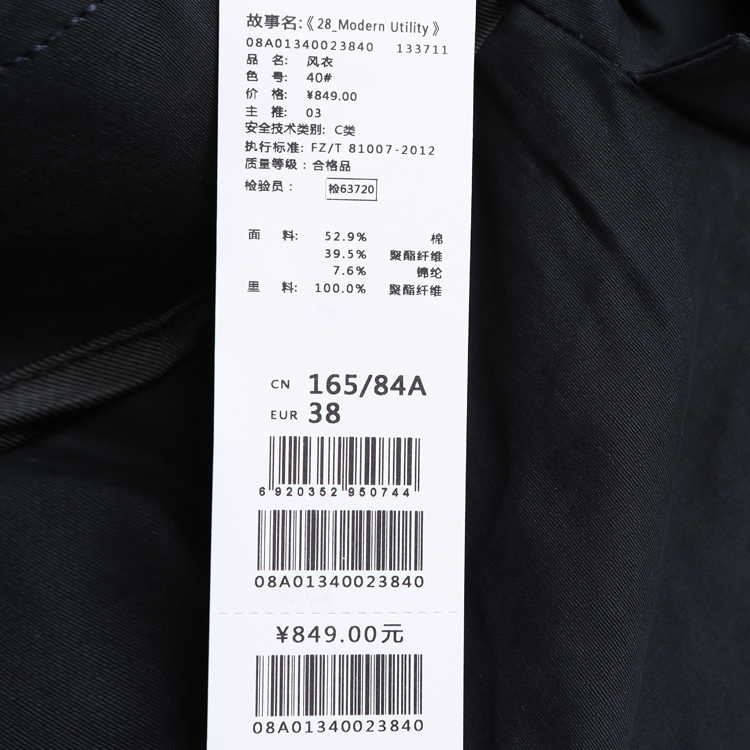 故事名:《28_Modern Utility》
08A01340023840 133711
品 名: 风衣
色 号: 40#
价 格: ¥849.00
主 推: 03
安全技术类别: C类
执行标准: FZ/T 81007-2012
质量等级: 合格品
检验员: 检63720
面 料: 52.9% 棉
39.5% 聚酯纤维
7.6% 锦纶
里 料: 100.0% 聚酯纤维
CN 165/84A
EUR 38
6 920352 950744
08A01340023840
¥849.00元
08A01340023840